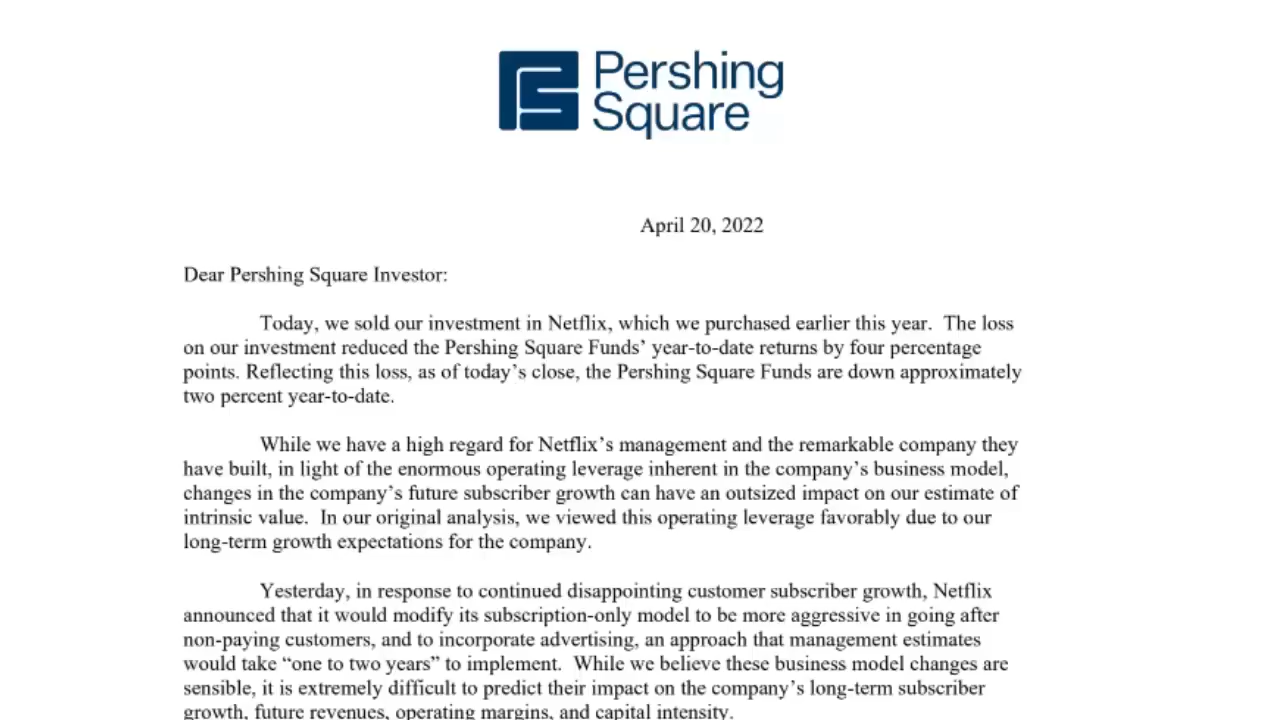 Pershing
Square
April 20, 2022
Dear Pershing Square Investor:
Today, we sold our investment in Netflix, which we purchased earlier this year.  The loss
on our investment reduced the Pershing Square Funds’ year-to-date returns by four percentage
points. Reflecting this loss, as of today’s close, the Pershing Square Funds are down approximately
two percent year-to-date.
While we have a high regard for Netflix’s management and the remarkable company they
have built, in light of the enormous operating leverage inherent in the company’s business model,
changes in the company’s future subscriber growth can have an outsized impact on our estimate of
intrinsic value.  In our original analysis, we viewed this operating leverage favorably due to our
long-term growth expectations for the company.
Yesterday, in response to continued disappointing customer subscriber growth, Netflix
announced that it would modify its subscription-only model to be more aggressive in going after
non-paying customers, and to incorporate advertising, an approach that management estimates
would take “one to two years” to implement.  While we believe these business model changes are
sensible, it is extremely difficult to predict their impact on the company’s long-term subscriber
growth, future revenues, operating margins, and capital intensity.